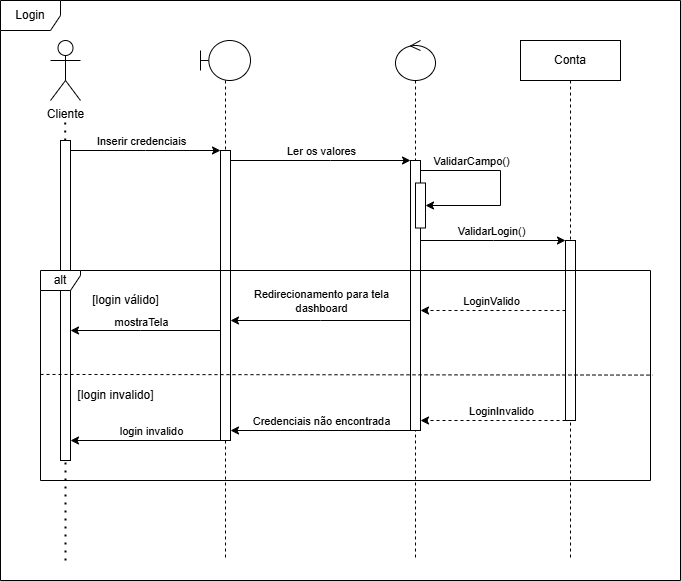 Login
Cliente
Conta
Inserir credenciais
Ler os valores
ValidarCampo()
ValidarLogin()
alt
[login válido]
LoginValido
Redirecionamento para tela
dashboard
mostraTela
[login invalido]
LoginInvalido
Credenciais não encontrada
login invalido